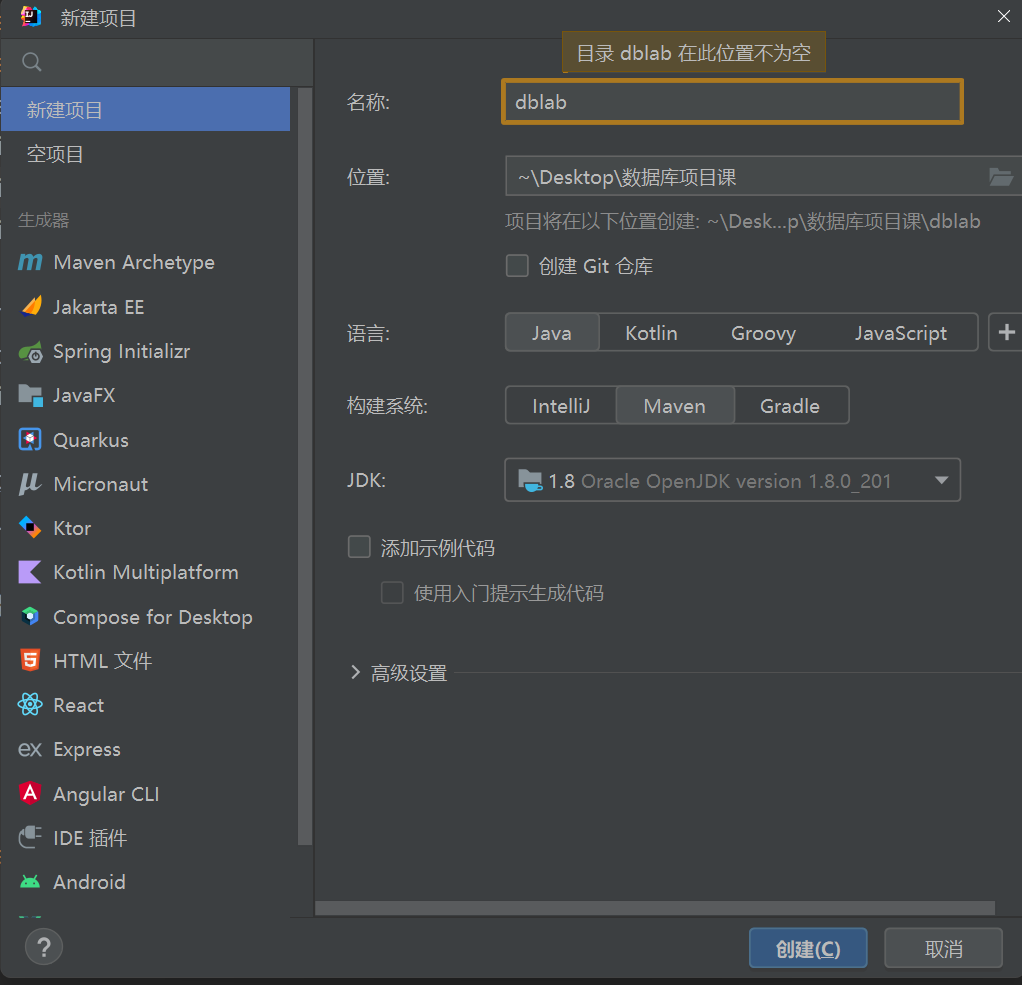 新建项目
新建项目
空项目
生成器
Maven Archetype
Jakarta EE
Spring Initializr
JavaFX
Quarkus
Micronaut
Ktor
Kotlin Multiplatform
Compose for Desktop
HTML 文件
React
Express
Angular CLI
IDE 插件
Android
目录 dblab 在此位置不为空
名称: dblab
位置: ~\Desktop\数据库项目课
项目将在以下位置创建: ~\Desk...p\数据库项目课\dblab
创建 Git 仓库
语言: Java Kotlin Groovy JavaScript +
构建系统: IntelliJ Maven Gradle
JDK: 1.8 Oracle OpenJDK version 1.8.0_201
添加示例代码
使用入门提示生成代码
高级设置
? 创建(C) 取消